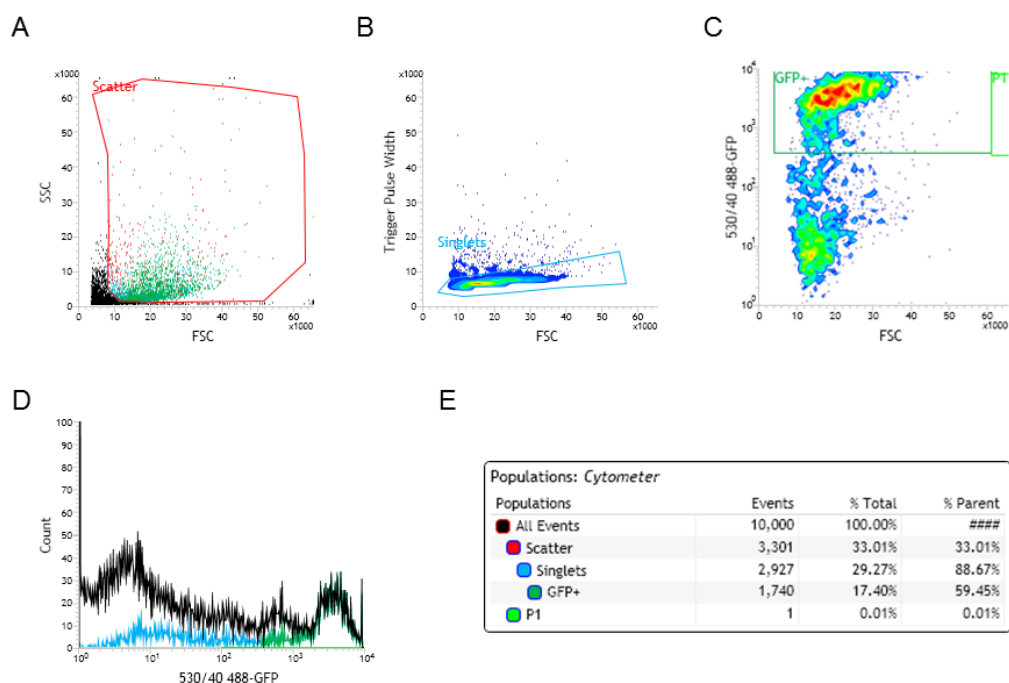 A
x1000
Scatter
60
50
40
30
20
10
0
SSC
0 10 20 30 40 50 60
x1000
FSC
B
x1000
60
50
40
30
20
10
0
Trigger Pulse Width
Singlets
0 10 20 30 40 50 60
x1000
FSC
C
10⁴
10³
10¹
10⁰
530/40 488-GFP
GFP+
P1
0 10 20 30 40 50 60
x1000
FSC
D
100
90
80
70
60
50
40
30
20
10
0
Count
10⁰ 10¹ 10² 10³ 10⁴
530/40 488-GFP
E
Populations: Cytometer
Populations Events % Total % Parent
All Events 10,000 100.00% ####
Scatter 3,301 33.01% 33.01%
Singlets 2,927 29.27% 88.67%
GFP+ 1,740 17.40% 59.45%
P1 1 0.01% 0.01%